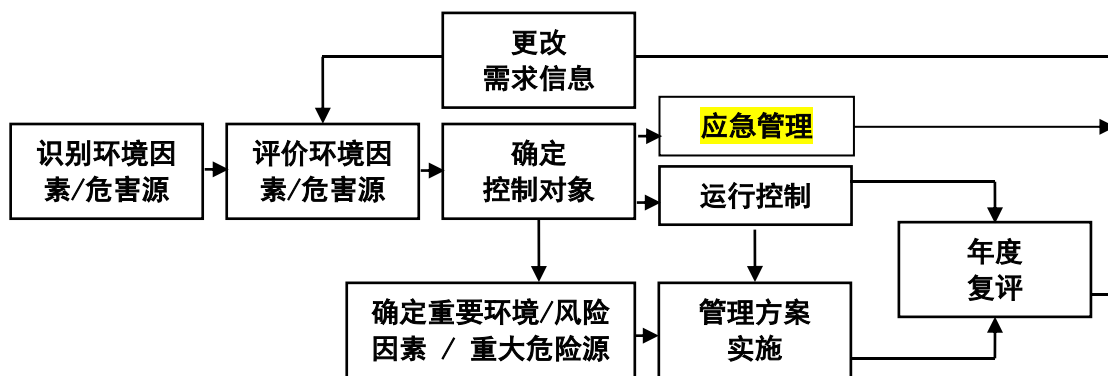 更改
需求信息
应急管理
识别环境因
素/危害源
评价环境因
素/危害源
确定
控制对象
运行控制
年度
复评
确定重要环境/风险
因素 / 重大危险源
管理方案
实施